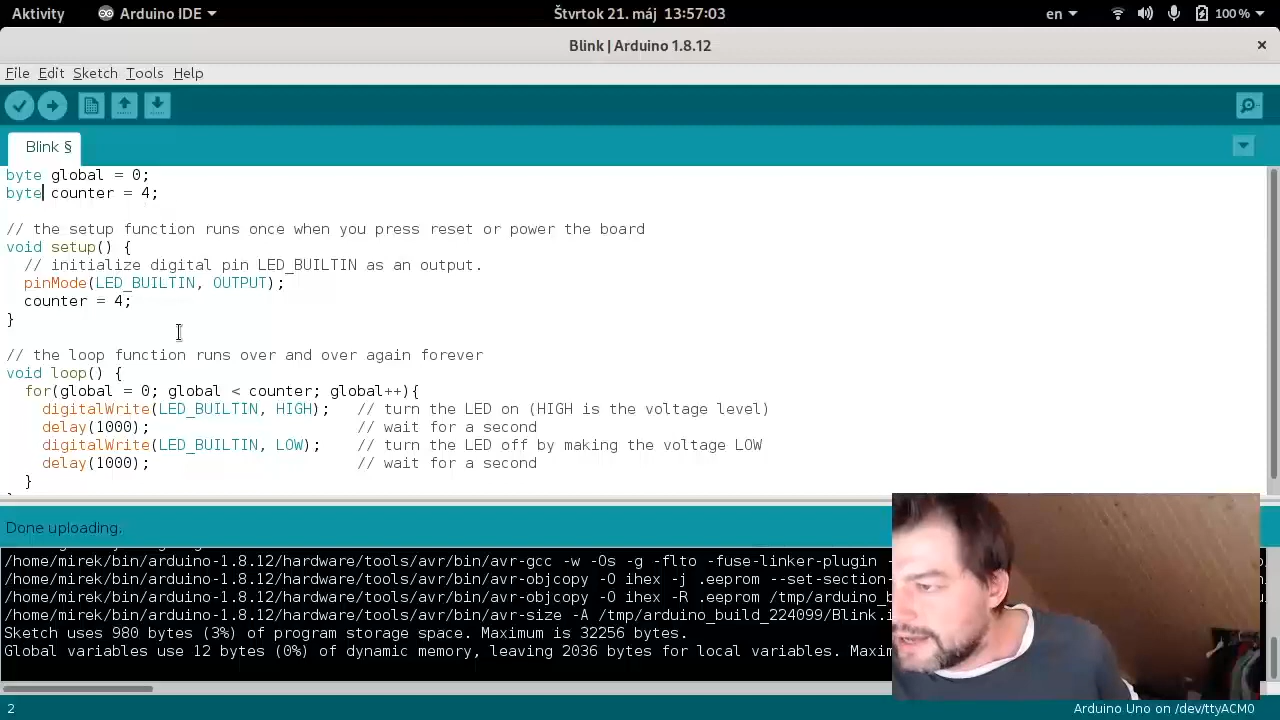 Aktivity Arduino IDE Štvrtok 21. máj 13:57:03 en 100 %
Blink | Arduino 1.8.12
File Edit Sketch Tools Help
Blink §
byte global = 0;
byte counter = 4;
// the setup function runs once when you press reset or power the board
void setup() {
// initialize digital pin LED_BUILTIN as an output.
pinMode(LED_BUILTIN, OUTPUT);
counter = 4;
}
// the loop function runs over and over again forever
void loop() {
for(global = 0; global < counter; global++){
digitalWrite(LED_BUILTIN, HIGH); // turn the LED on (HIGH is the voltage level)
delay(1000); // wait for a second
digitalWrite(LED_BUILTIN, LOW); // turn the LED off by making the voltage LOW
delay(1000); // wait for a second
}
Done uploading.
/home/mirek/bin/arduino-1.8.12/hardware/tools/avr/bin/avr-gcc -w -Os -g -flto -fuse-linker-plugin -
/home/mirek/bin/arduino-1.8.12/hardware/tools/avr/bin/avr-objcopy -O ihex -j .eeprom --set-section-
/home/mirek/bin/arduino-1.8.12/hardware/tools/avr/bin/avr-objcopy -O ihex -R .eeprom /tmp/arduino_b
/home/mirek/bin/arduino-1.8.12/hardware/tools/avr/bin/avr-size -A /tmp/arduino_build_224099/Blink.i
Sketch uses 980 bytes (3%) of program storage space. Maximum is 32256 bytes.
Global variables use 12 bytes (0%) of dynamic memory, leaving 2036 bytes for local variables. Maxim
2 Arduino Uno on /dev/ttyACM0